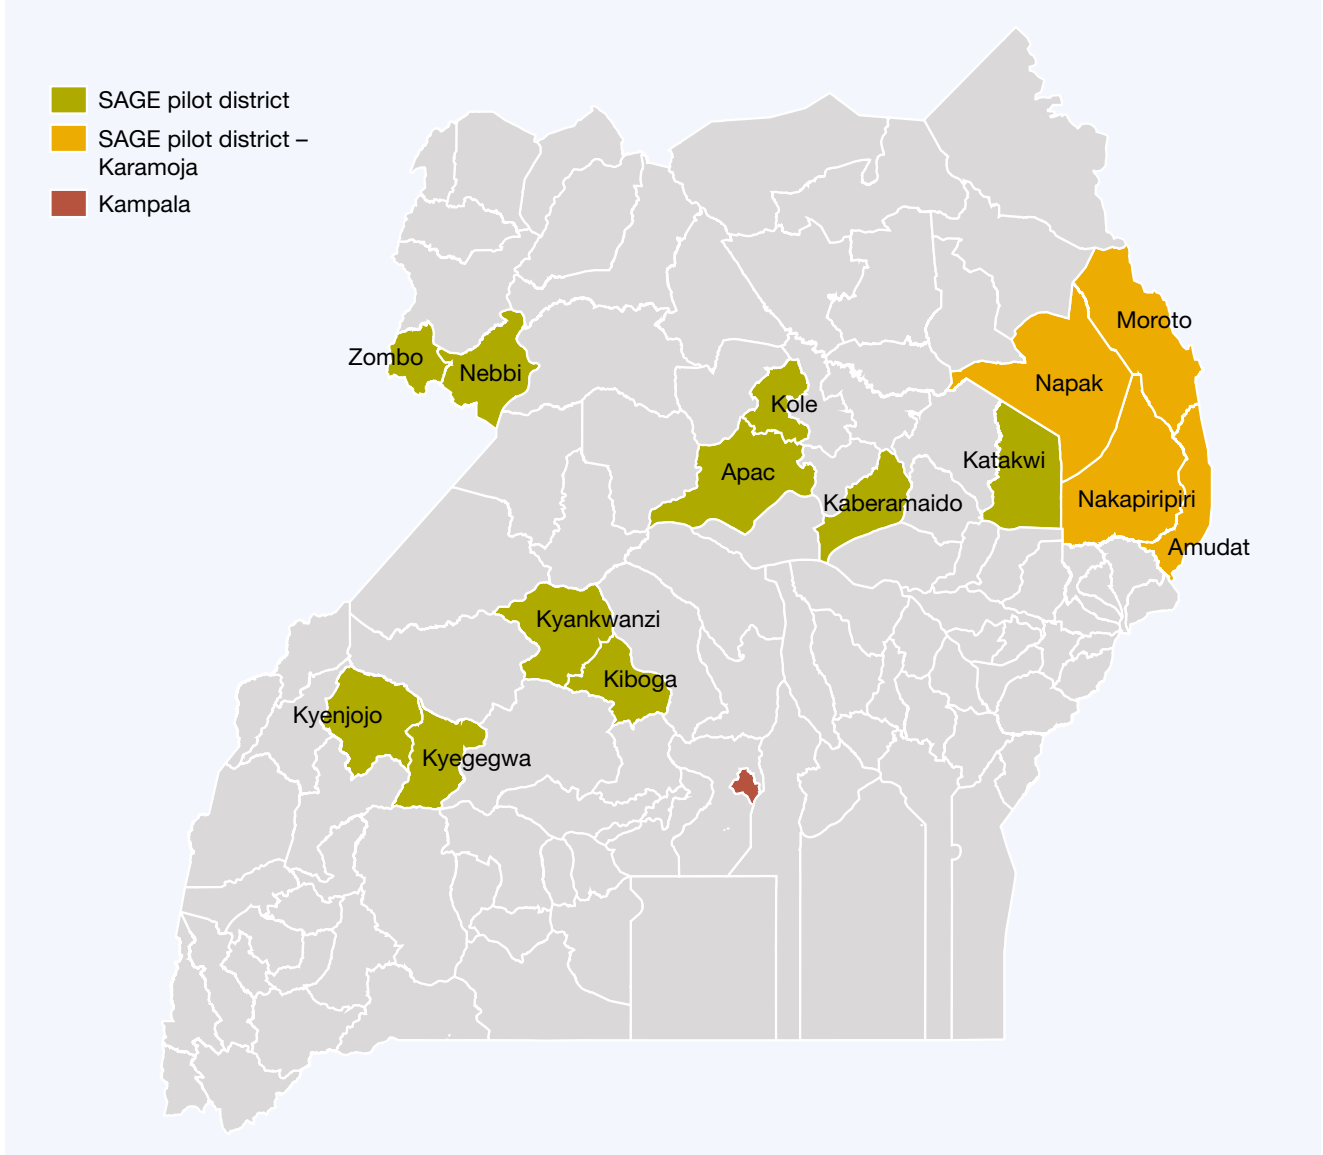 SAGE pilot district
SAGE pilot district –
Karamoja
Kampala
Moroto
Zombo
Nebbi
Napak
Kole
Katakwi
Apac
Kaberamaido
Nakapiripiri
Amudat
Kyankwanzi
Kiboga
Kyenjojo
Kyegegwa